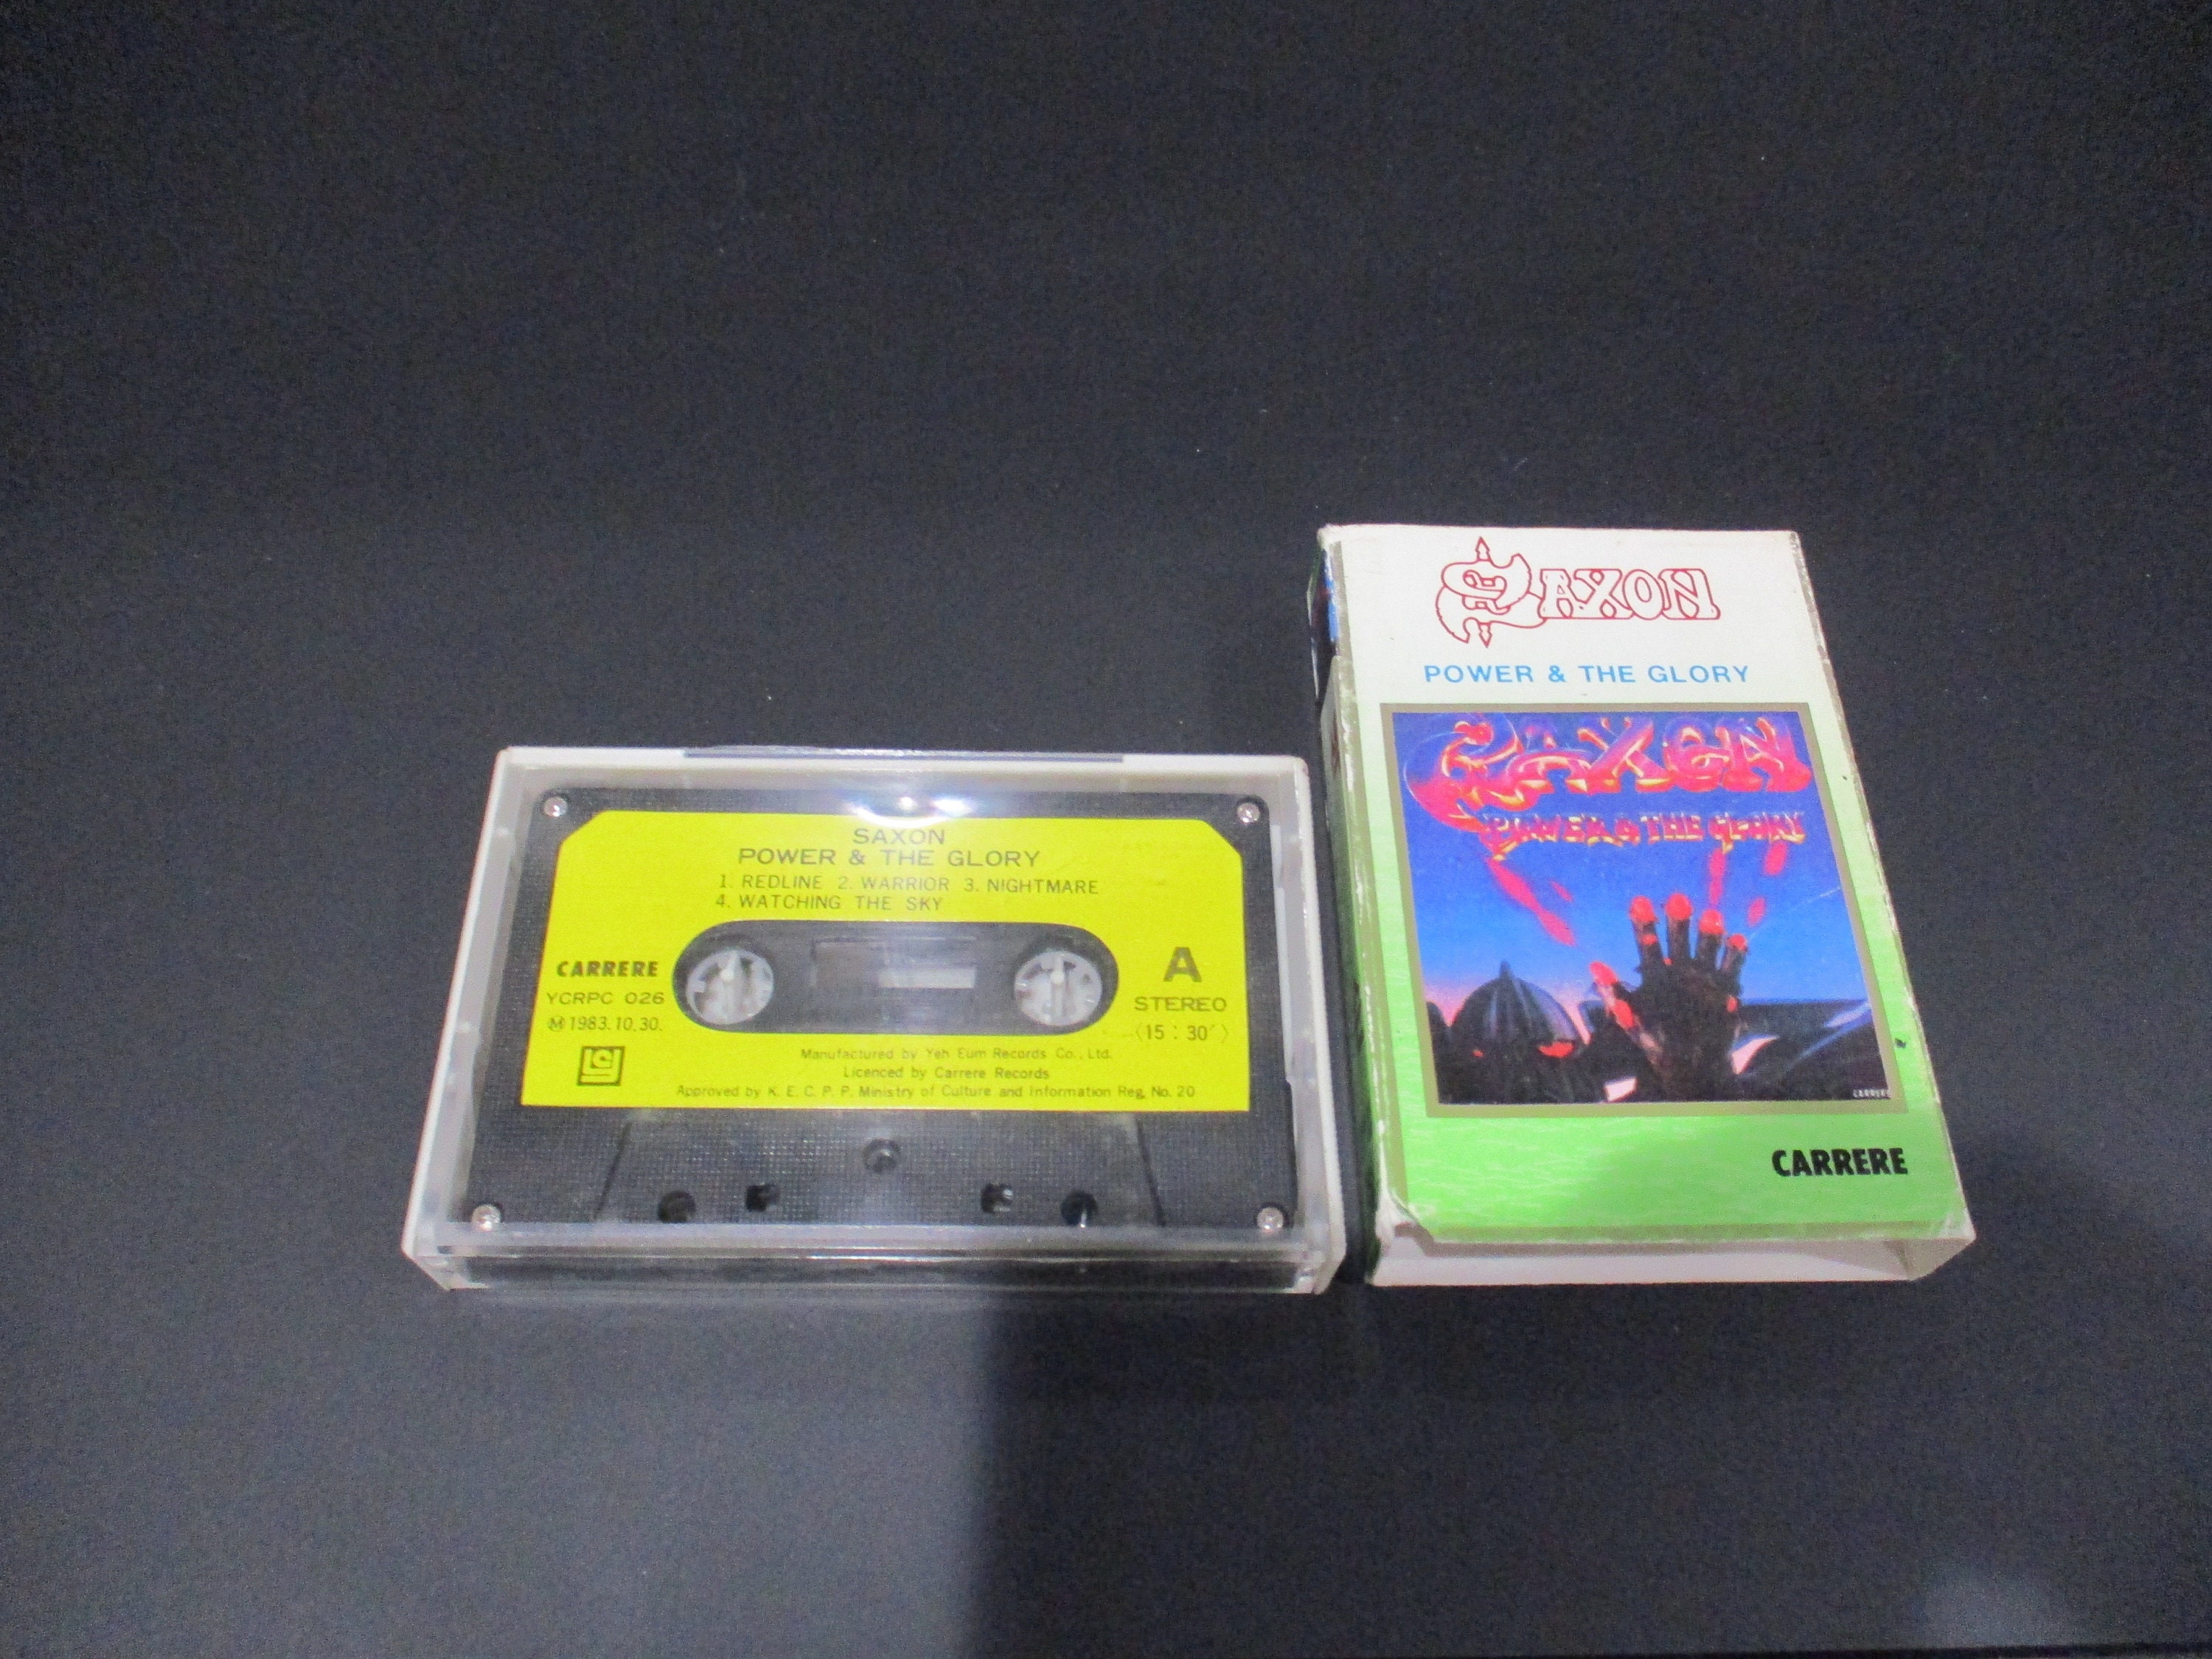 SAXON
POWER & THE GLORY
1. REDLINE 2. WARRIOR 3. NIGHTMARE
4. WATCHING THE SKY
CARRERE
YCRPC 026
Ⓜ 1983.10.30.
A
STEREO
〈15 : 30″〉
Manufactured by Yeh Eum Records Co., Ltd.
Licenced by Carrere Records
Approved by K. E. C. P. P. Ministry of Culture and Information Reg. No. 20
SAXON
POWER & THE GLORY
SAXON
POWER & THE GLORY
CARRERE
CARRERE